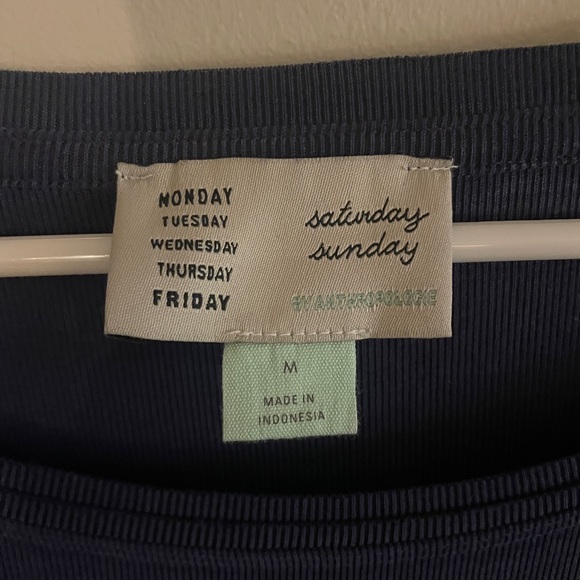 MONDAY
TUESDAY
WEDNESDAY
THURSDAY
FRIDAY
saturday
sunday
BY ANTHROPOLOGIE
M
MADE IN
INDONESIA